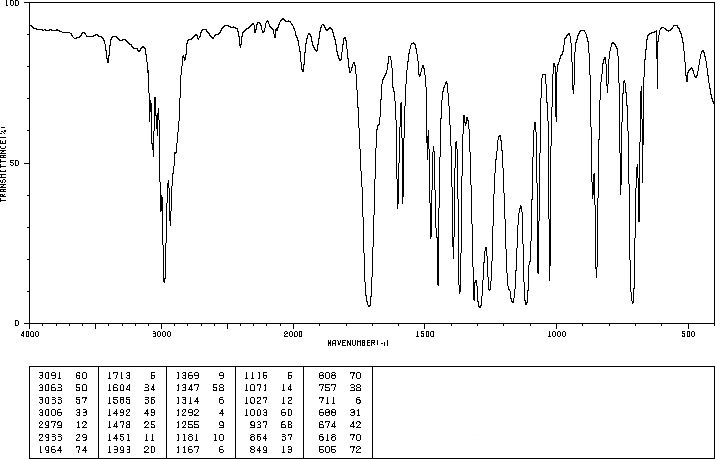 100
TRANSMITTANCE(%)
50
0
4000 3000 2000 1500 1000 500
WAVENUMBER(-1)
3091 60 1713 5 1369 9 1115 5 808 70
3063 50 1604 34 1347 58 1071 14 757 38
3033 57 1585 36 1314 6 1027 12 711 6
3006 33 1492 49 1292 4 1003 60 688 31
2979 12 1478 25 1255 9 937 68 674 42
2933 29 1451 11 1181 10 864 37 618 70
1964 74 1393 20 1167 6 849 13 505 72